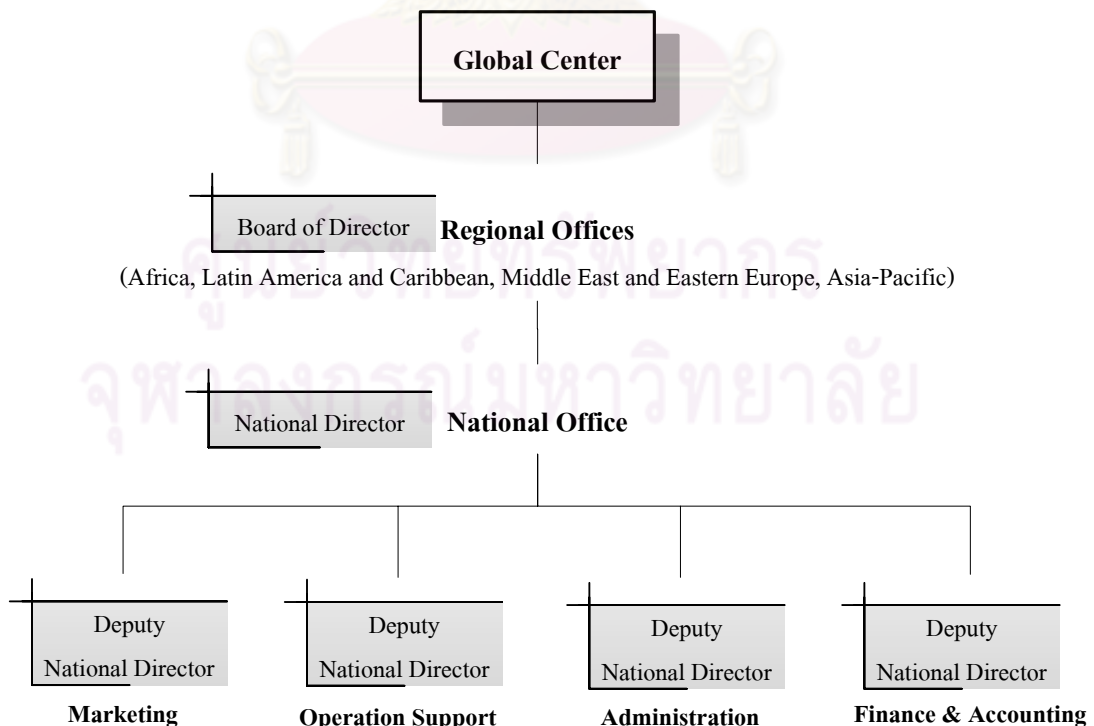 Global Center
Board of Director Regional Offices
(Africa, Latin America and Caribbean, Middle East and Eastern Europe, Asia-Pacific)
ศูนย์วิทยทรัพยากร
จุฬาลงกรณ์มหาวิทยาลัย
National Director National Office
Deputy
National Director
Marketing
Deputy
National Director
Operation Support
Deputy
National Director
Administration
Deputy
National Director
Finance & Accounting